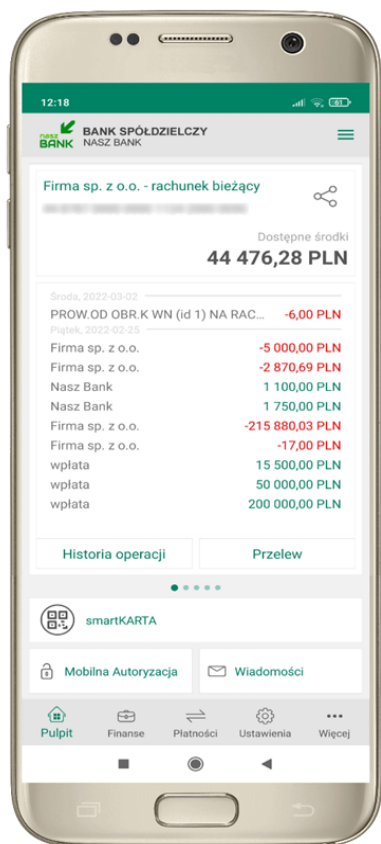 12:18
61
nasz BANK
BANK SPÓŁDZIELCZY
NASZ BANK
Firma sp. z o.o. - rachunek bieżący
Dostępne środki
44 476,28 PLN
Środa, 2022-03-02
PROW.OD OBR.K WN (id 1) NA RAC... -6,00 PLN
Piątek, 2022-02-25
Firma sp. z o.o. -5 000,00 PLN
Firma sp. z o.o. -2 870,69 PLN
Nasz Bank 1 100,00 PLN
Nasz Bank 1 750,00 PLN
Firma sp. z o.o. -215 880,03 PLN
Firma sp. z o.o. -17,00 PLN
wpłata 15 500,00 PLN
wpłata 50 000,00 PLN
wpłata 200 000,00 PLN
Historia operacji Przelew
smartKARTA
Mobilna Autoryzacja Wiadomości
Pulpit Finanse Płatności Ustawienia Więcej